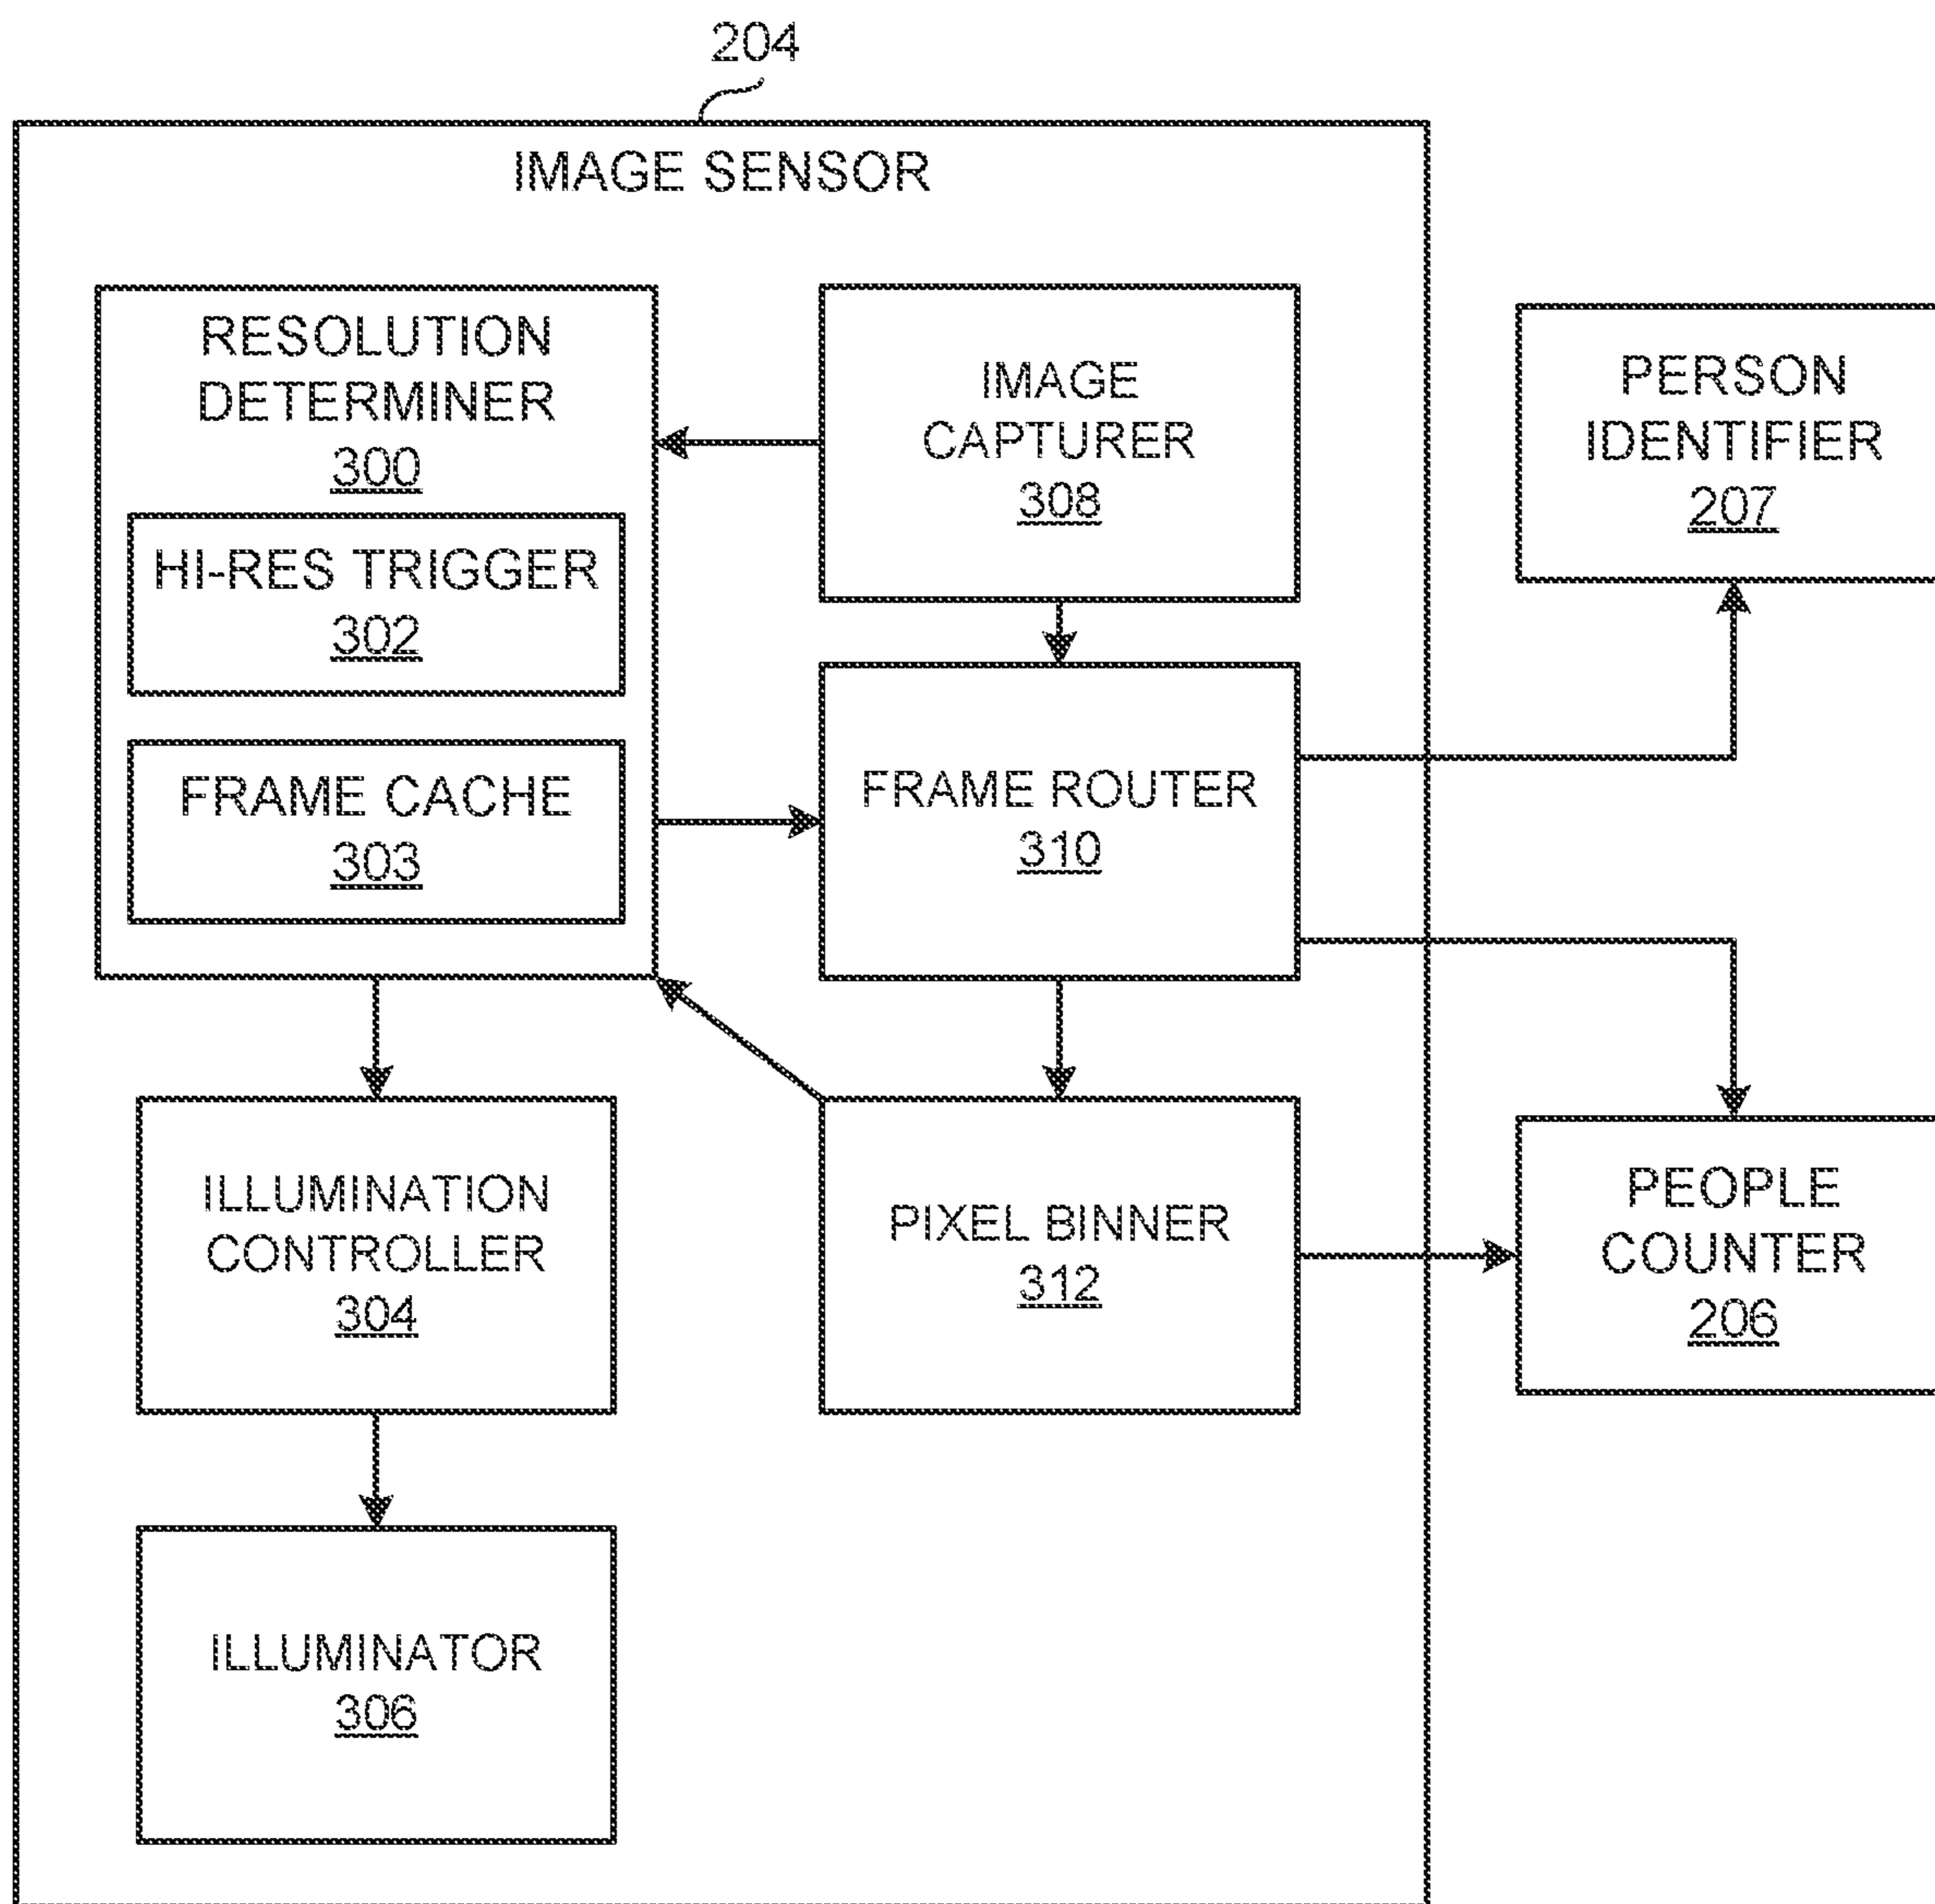 204
IMAGE SENSOR
RESOLUTION
DETERMINER
300
HI-RES TRIGGER
302
FRAME CACHE
303
IMAGE
CAPTURER
308
PERSON
IDENTIFIER
207
FRAME ROUTER
310
ILLUMINATION
CONTROLLER
304
PIXEL BINNER
312
PEOPLE
COUNTER
206
ILLUMINATOR
306